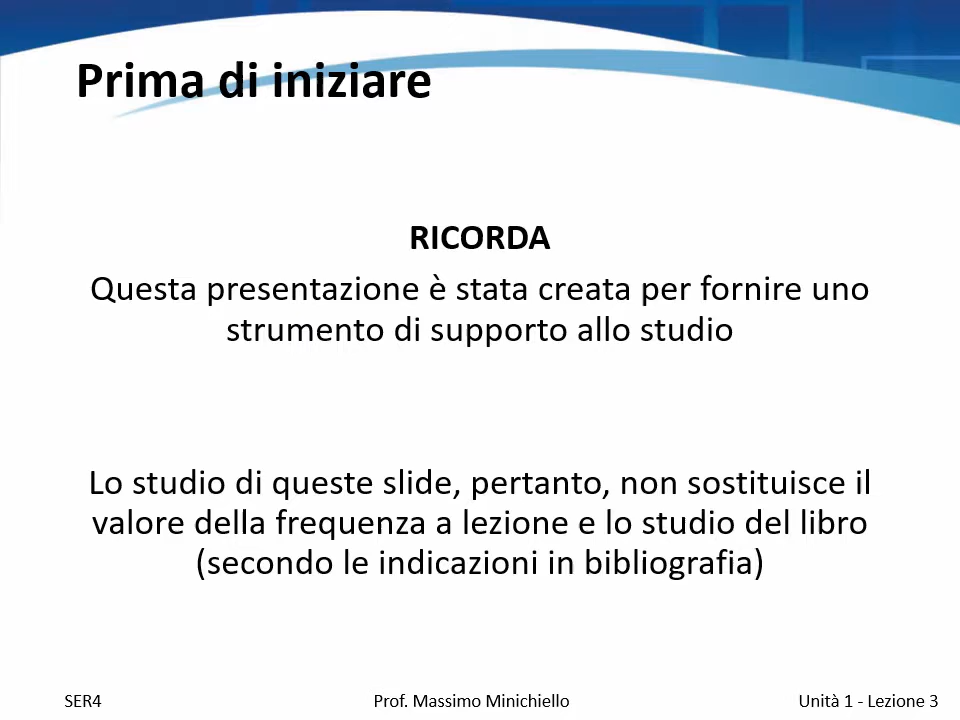 Prima di iniziare
RICORDA
Questa presentazione è stata creata per fornire uno
strumento di supporto allo studio
Lo studio di queste slide, pertanto, non sostituisce il
valore della frequenza a lezione e lo studio del libro
(secondo le indicazioni in bibliografia)
SER4
Prof. Massimo Minichiello
Unità 1 - Lezione 3